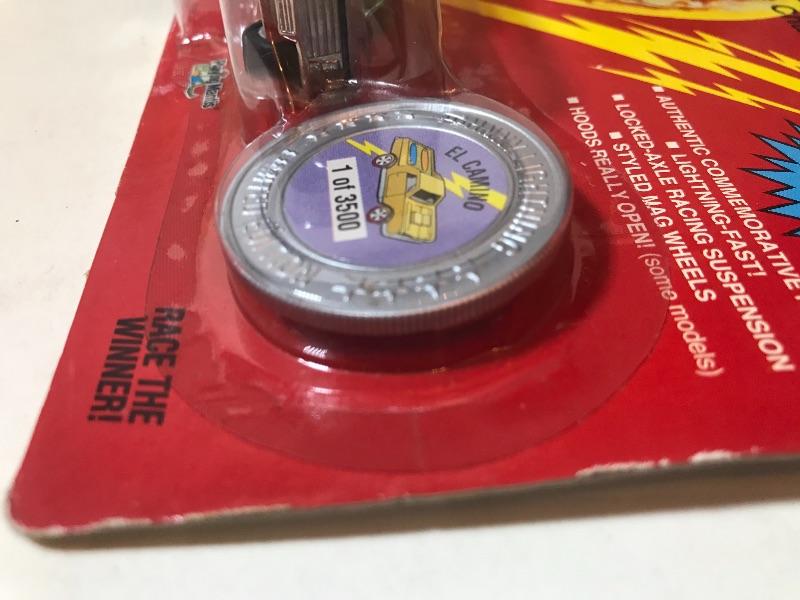 EL CAMINO
1 of 3500
LIGHTNING
AUTHENTIC COMMEMORATIVE
LIGHTNING-FAST!
LOCKED-AXLE RACING SUSPENSION
STYLED MAG WHEELS
HOODS REALLY OPEN! (some models)
RACE THE
WINNER!